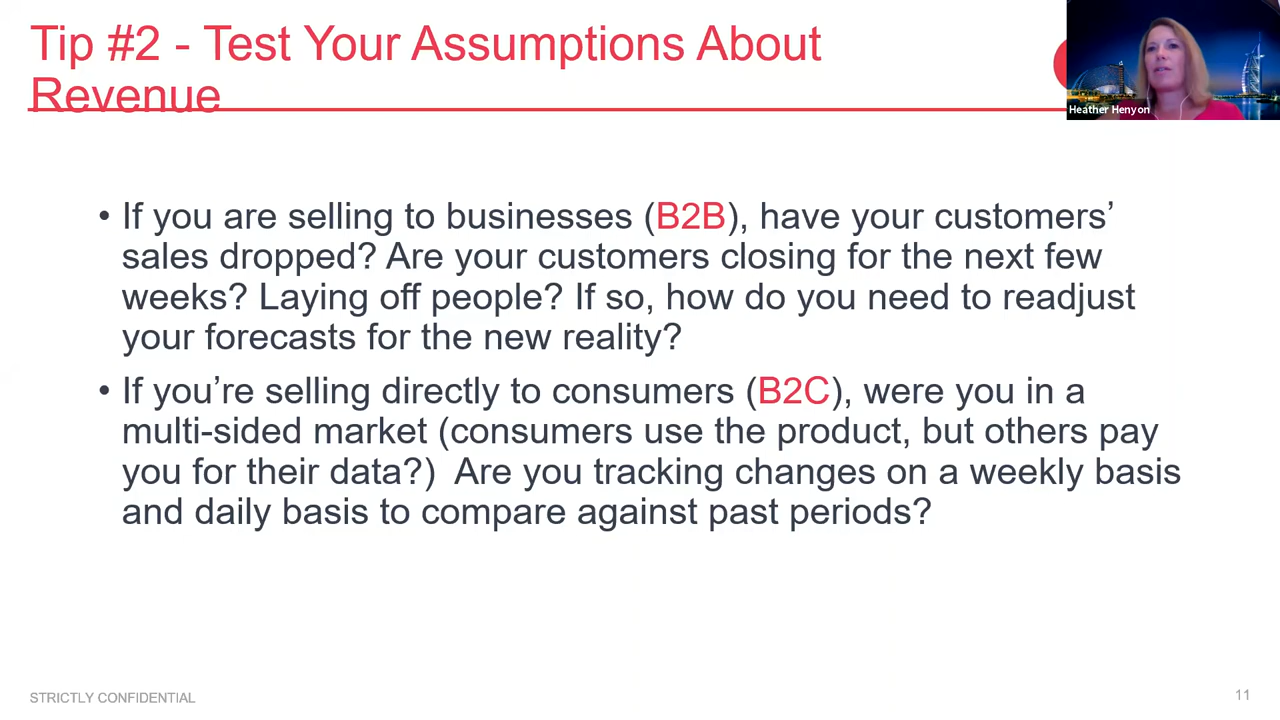 Tip #2 - Test Your Assumptions About
Revenue
Heather Henyon
• If you are selling to businesses (B2B), have your customers’
sales dropped? Are your customers closing for the next few
weeks? Laying off people? If so, how do you need to readjust
your forecasts for the new reality?
• If you’re selling directly to consumers (B2C), were you in a
multi-sided market (consumers use the product, but others pay
you for their data?)  Are you tracking changes on a weekly basis
and daily basis to compare against past periods?
STRICTLY CONFIDENTIAL
11